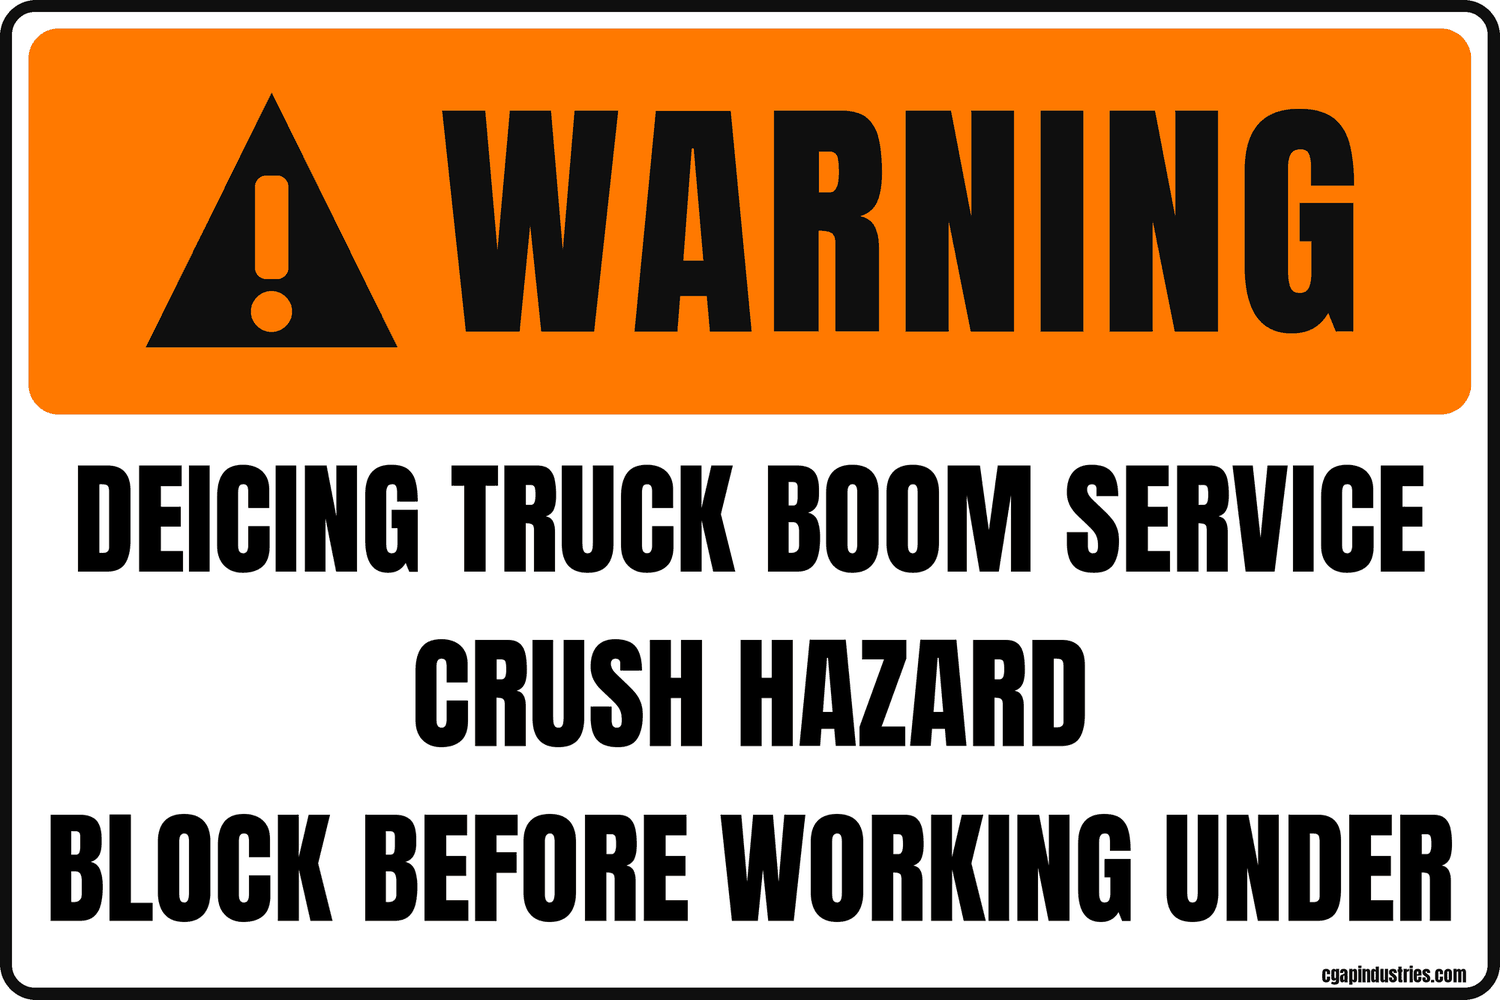 WARNING
DEICING TRUCK BOOM SERVICE
CRUSH HAZARD
BLOCK BEFORE WORKING UNDER
cgapindustries.com